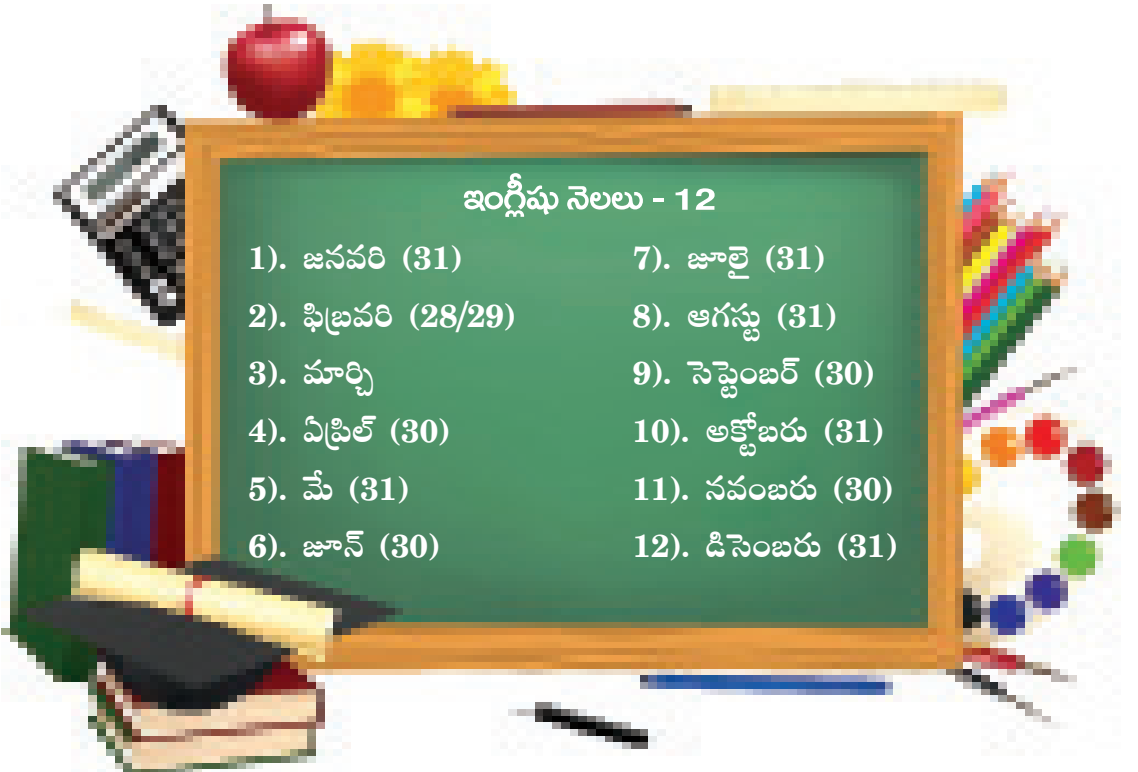 ఇంగ్లీషు నెలలు - 12
1). జనవరి (31)
2). ఫిబ్రవరి (28/29)
3). మార్చి
4). ఏప్రిల్ (30)
5). మే (31)
6). జూన్ (30)
7). జూలై (31)
8). ఆగస్టు (31)
9). సెప్టెంబర్ (30)
10). అక్టోబరు (31)
11). నవంబరు (30)
12). డిసెంబరు (31)